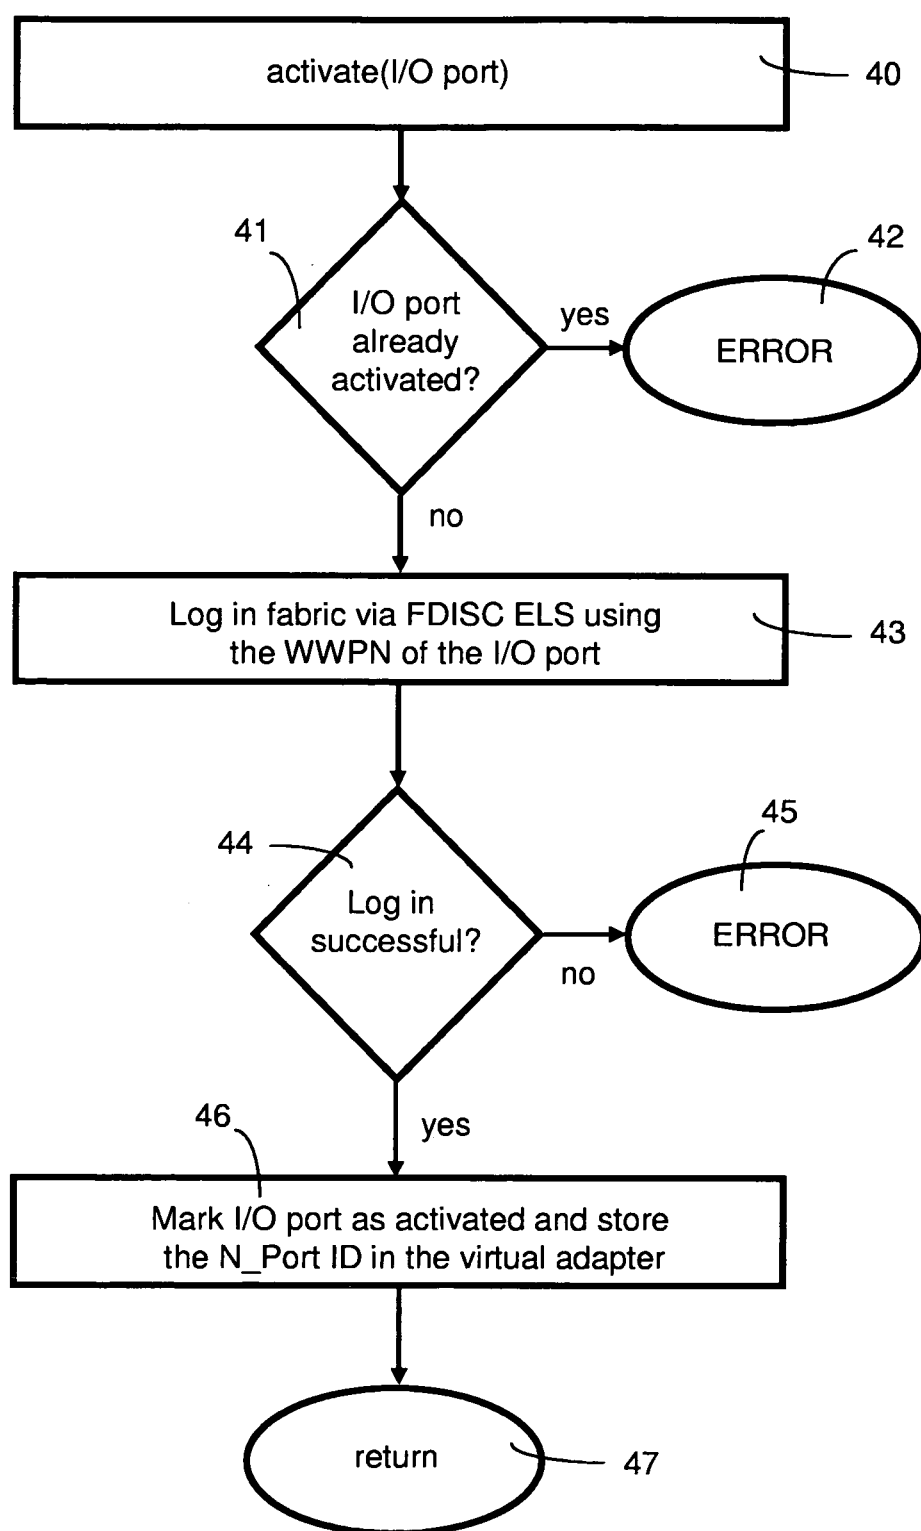 activate(I/O port)
40
41
I/O port
already
activated?
yes
42
ERROR
no
Log in fabric via FDISC ELS using
the WWPN of the I/O port
43
44
Log in
successful?
no
45
ERROR
yes
46
Mark I/O port as activated and store
the N_Port ID in the virtual adapter
return
47